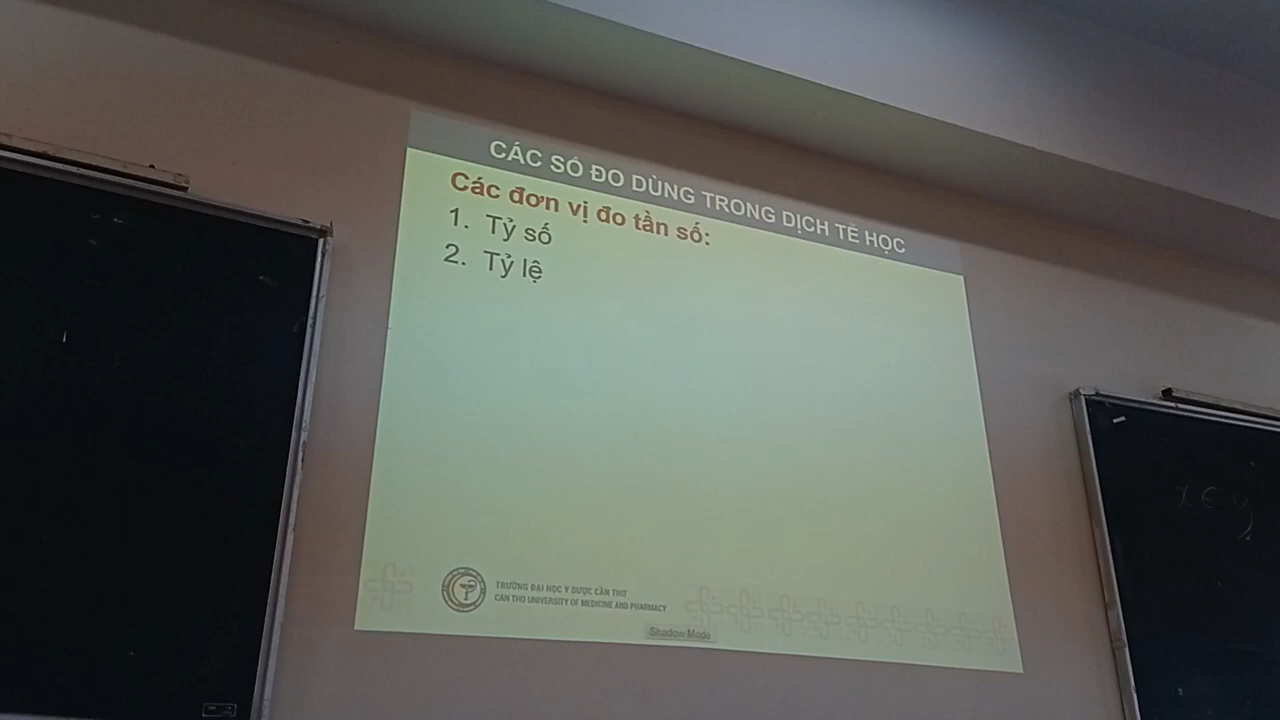 CÁC SỐ ĐO DÙNG TRONG DỊCH TỄ HỌC
Các đơn vị đo tần số:
1. Tỷ số
2. Tỷ lệ
TRƯỜNG ĐẠI HỌC Y DƯỢC CẦN THƠ
CAN THO UNIVERSITY OF MEDICINE AND PHARMACY
Shadow Mode
x ∈ y